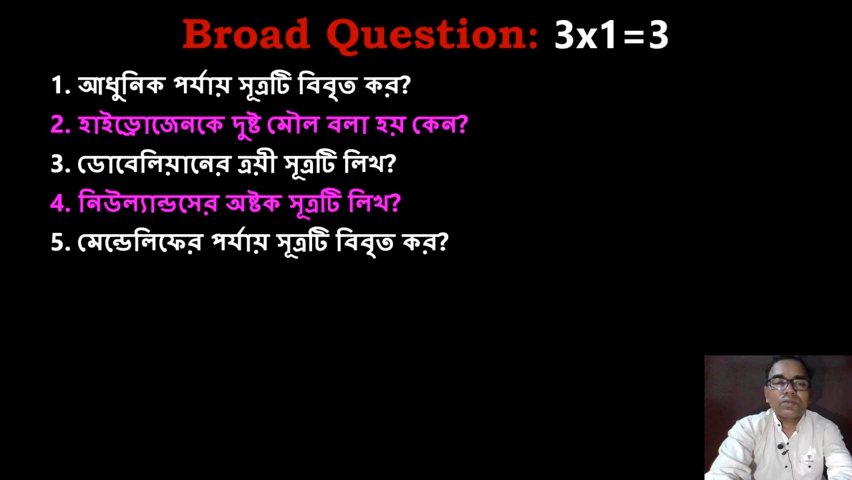 Broad Question: 3x1=3
1. আধুনিক পর্যায় সূত্রটি বিবৃত কর?
2. হাইড্রোজেনকে দুষ্ট মৌল বলা হয় কেন?
3. ডোবেলিয়ানের ত্রয়ী সূত্রটি লিখ?
4. নিউল্যান্ডসের অষ্টক সূত্রটি লিখ?
5. মেন্ডেলিফের পর্যায় সূত্রটি বিবৃত কর?